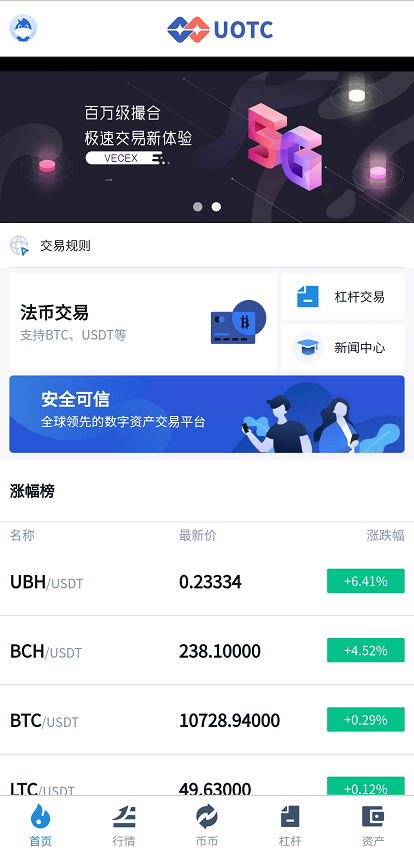 UOTC
百万级撮合
极速交易新体验
VECEX
5G
交易规则
法币交易
支持BTC、USDT等
杠杆交易
新闻中心
安全可信
全球领先的数字资产交易平台
涨幅榜
名称 最新价 涨跌幅
UBH/USDT 0.23334 +6.41%
BCH/USDT 238.10000 +4.52%
BTC/USDT 10728.94000 +0.29%
LTC/USDT 49.63000 +0.12%
首页 行情 币币 杠杆 资产